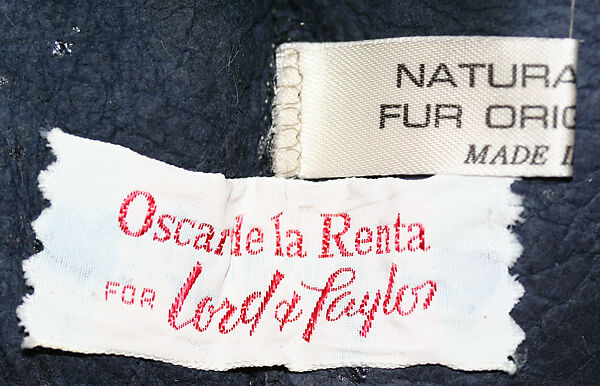 NATURA
FUR ORIG
MADE I
Oscar de la Renta
FOR Lord & Taylor